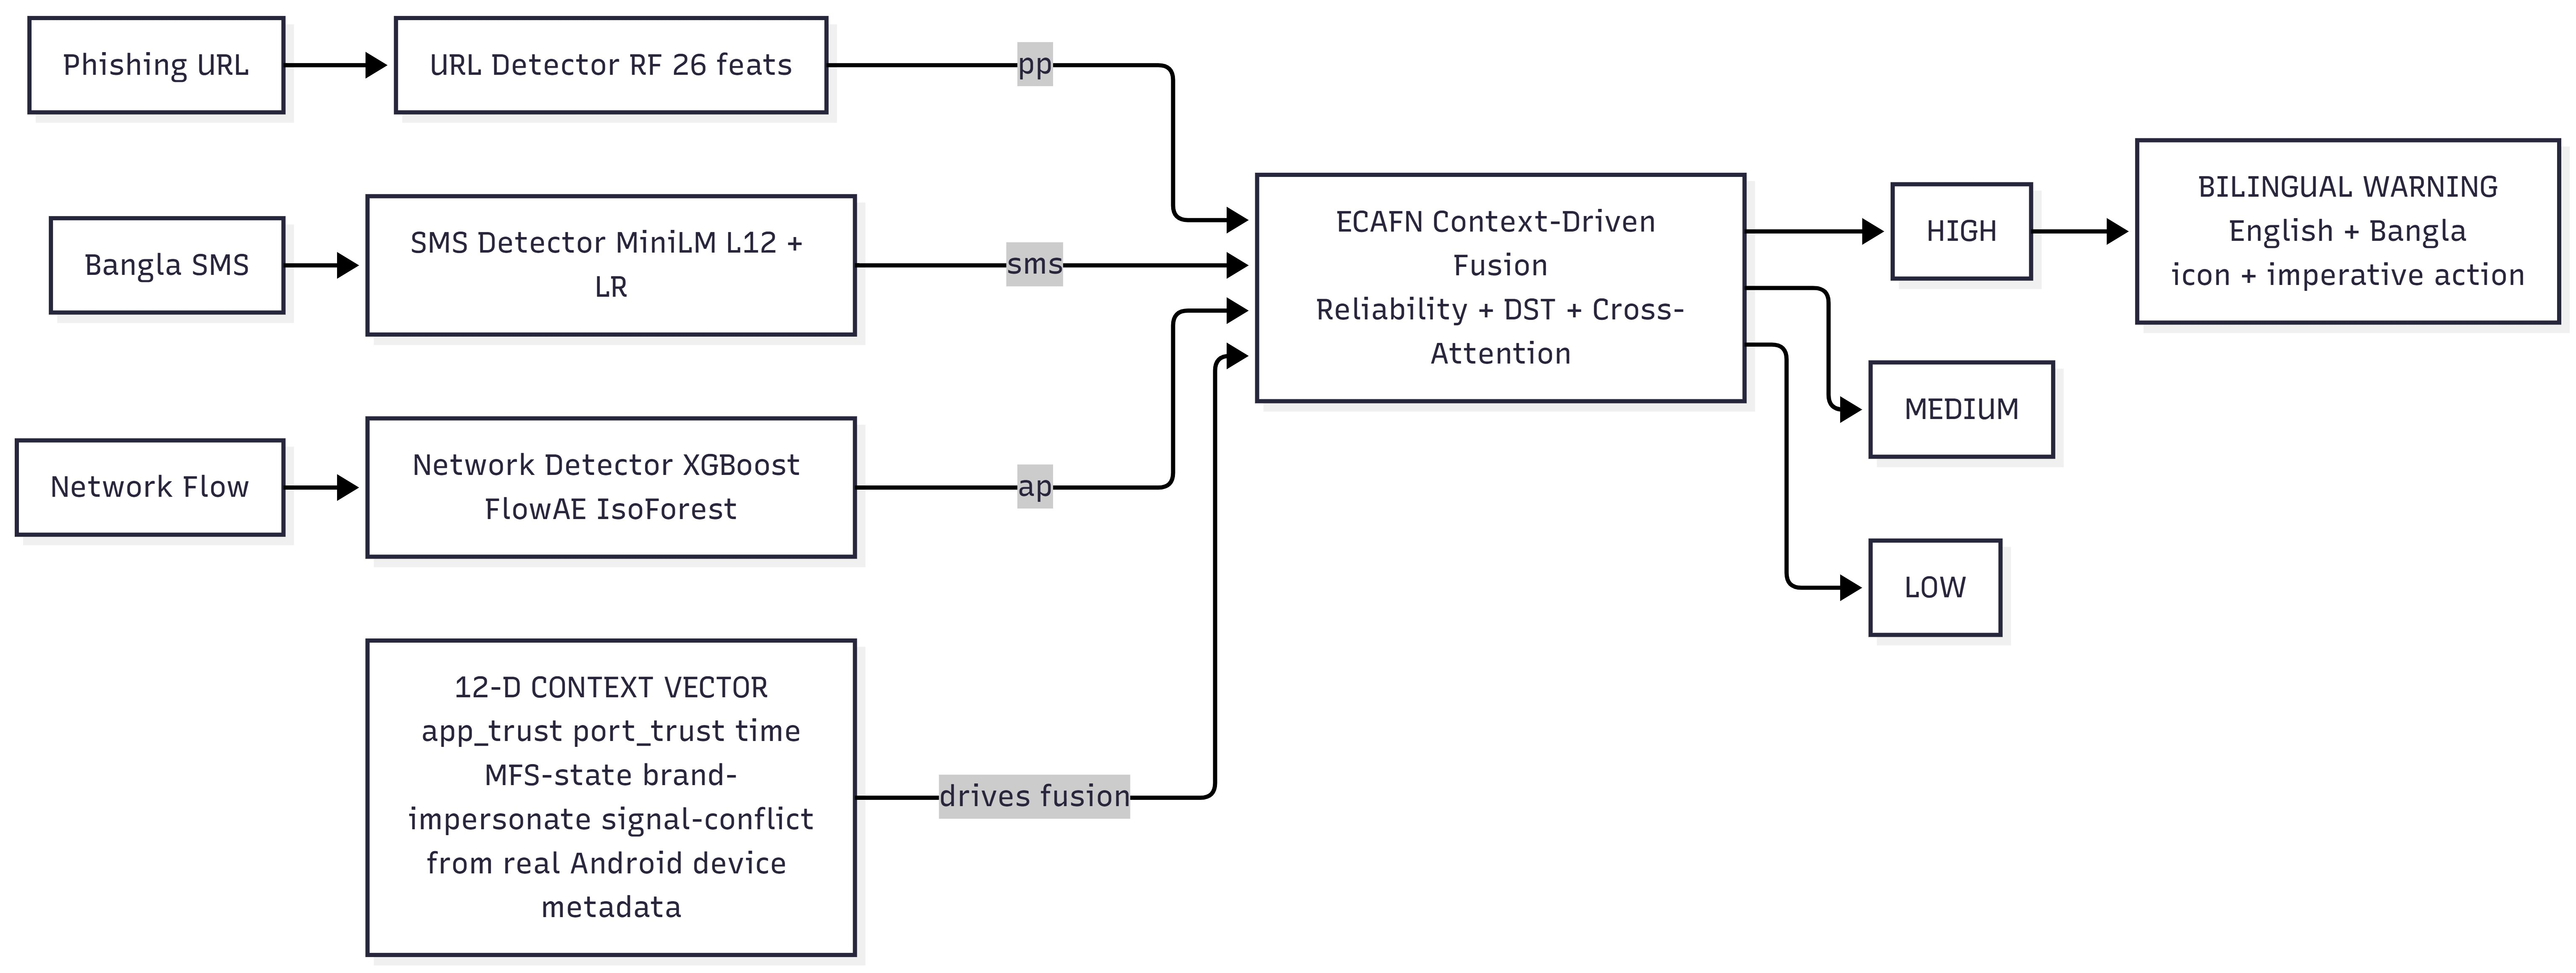 Phishing URL
URL Detector RF 26 feats
pp
Bangla SMS
SMS Detector MiniLM L12 +
LR
sms
Network Flow
Network Detector XGBoost
FlowAE IsoForest
ap
12-D CONTEXT VECTOR
app_trust port_trust time
MFS-state brand-
impersonate signal-conflict
from real Android device
metadata
drives fusion
ECAFN Context-Driven
Fusion
Reliability + DST + Cross-
Attention
HIGH
MEDIUM
LOW
BILINGUAL WARNING
English + Bangla
icon + imperative action